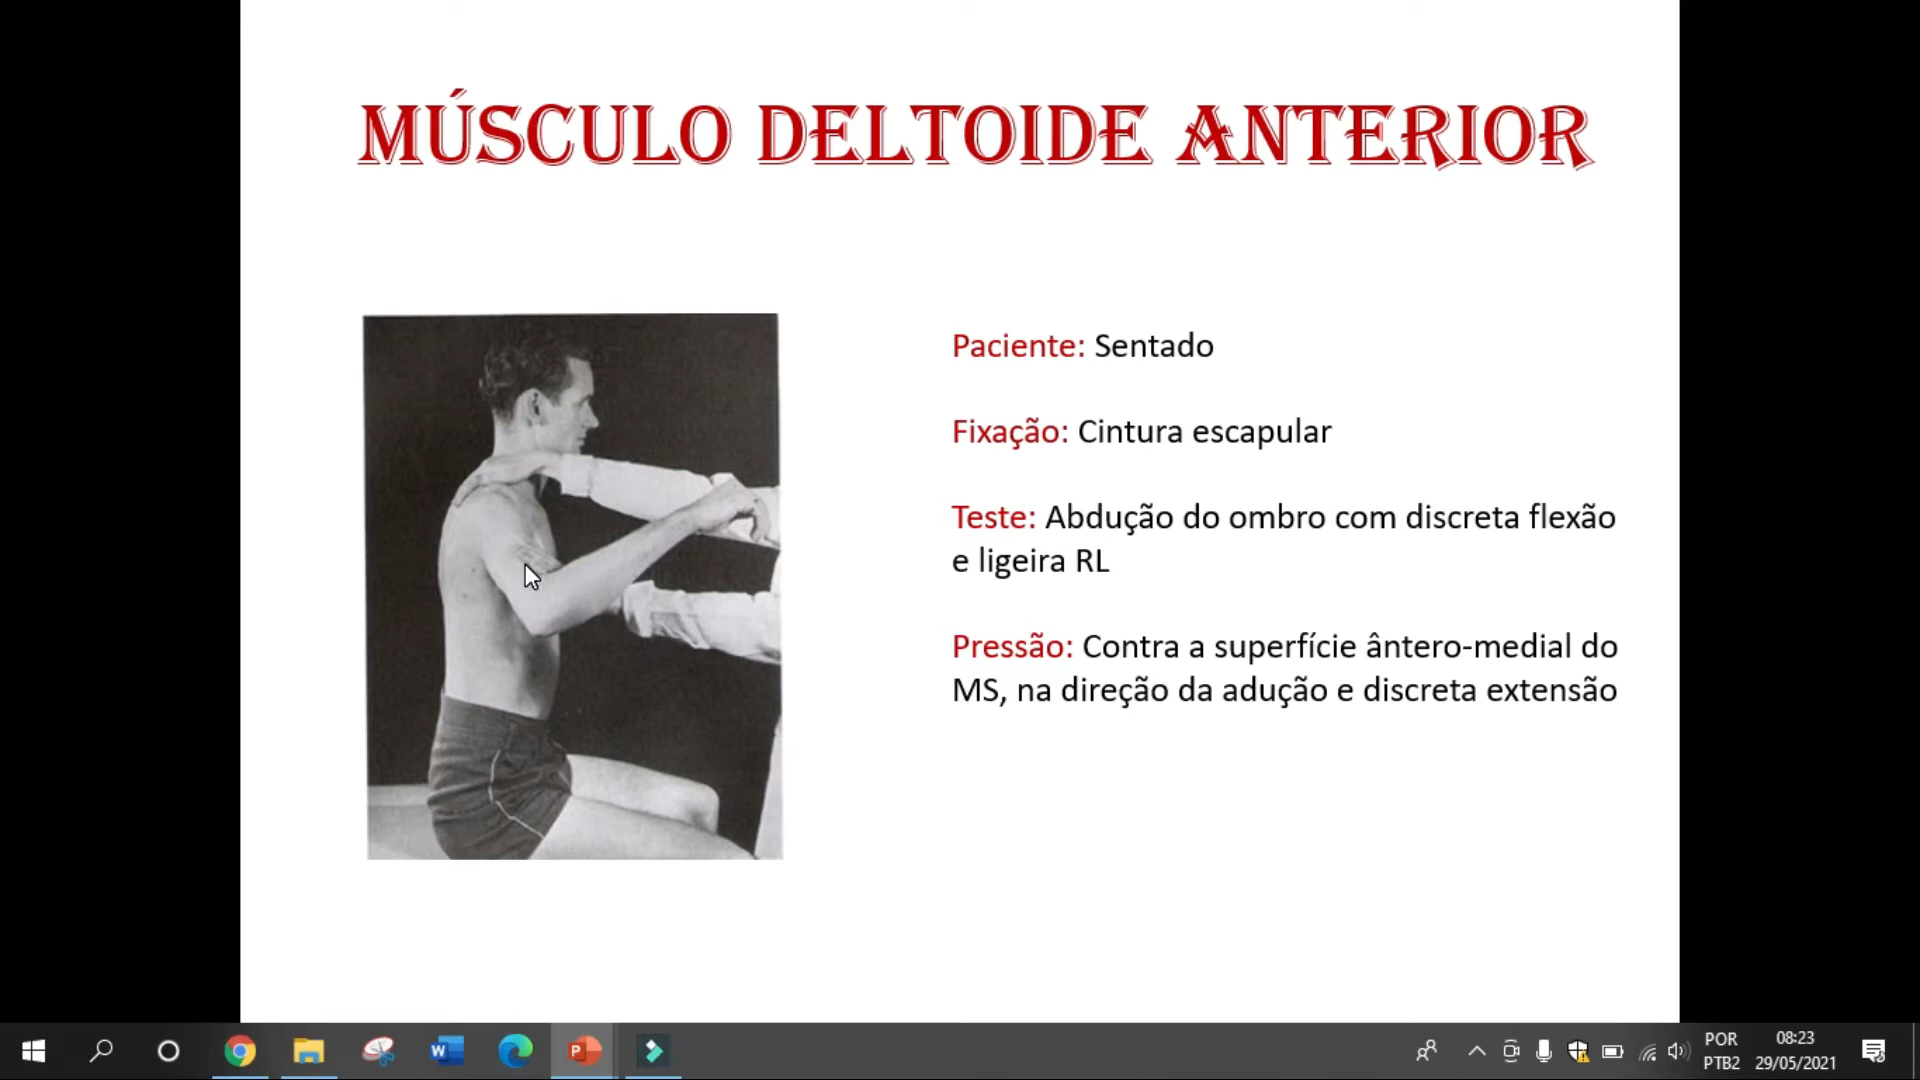 MÚSCULO DELTOIDE ANTERIOR
Paciente: Sentado
Fixação: Cintura escapular
Teste: Abdução do ombro com discreta flexão
e ligeira RL
Pressão: Contra a superfície ântero-medial do
MS, na direção da adução e discreta extensão
POR
PTB2
08:23
29/05/2021